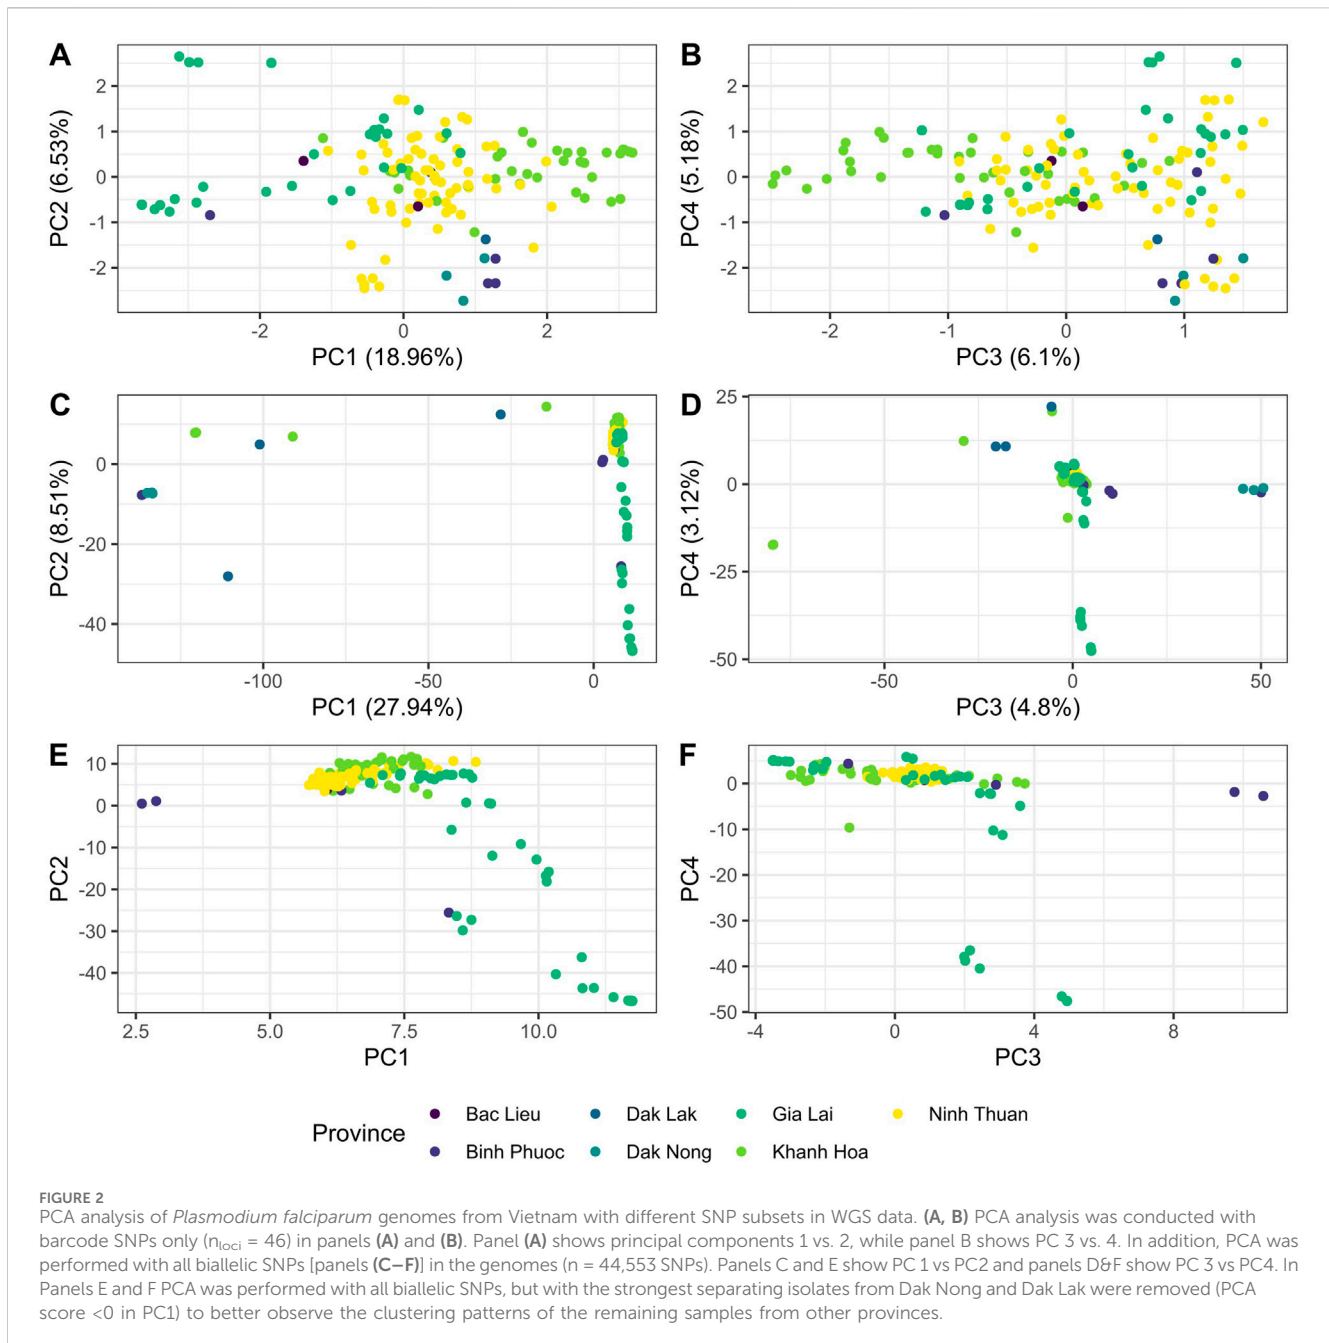 A
2
1
0
-1
-2
PC2 (6.53%)
-2
0
2
PC1 (18.96%)
B
2
1
0
-1
-2
PC4 (5.18%)
-2
-1
0
1
PC3 (6.1%)
C
0
-20
-40
PC2 (8.51%)
-100
-50
0
PC1 (27.94%)
D
25
0
-25
-50
PC4 (3.12%)
-50
0
50
PC3 (4.8%)
E
10
0
-10
-20
-30
-40
PC2
2.5
5.0
7.5
10.0
PC1
F
0
-10
-20
-30
-40
-50
PC4
-4
0
4
8
PC3
Province
Bac Lieu
Dak Lak
Gia Lai
Ninh Thuan
Binh Phuoc
Dak Nong
Khanh Hoa
FIGURE 2
PCA analysis of Plasmodium falciparum genomes from Vietnam with different SNP subsets in WGS data. (A, B) PCA analysis was conducted with
barcode SNPs only (nloci = 46) in panels (A) and (B). Panel (A) shows principal components 1 vs. 2, while panel B shows PC 3 vs. 4. In addition, PCA was
performed with all biallelic SNPs [panels (C–F)] in the genomes (n = 44,553 SNPs). Panels C and E show PC 1 vs PC2 and panels D&F show PC 3 vs PC4. In
Panels E and F PCA was performed with all biallelic SNPs, but with the strongest separating isolates from Dak Nong and Dak Lak were removed (PCA
score <0 in PC1) to better observe the clustering patterns of the remaining samples from other provinces.